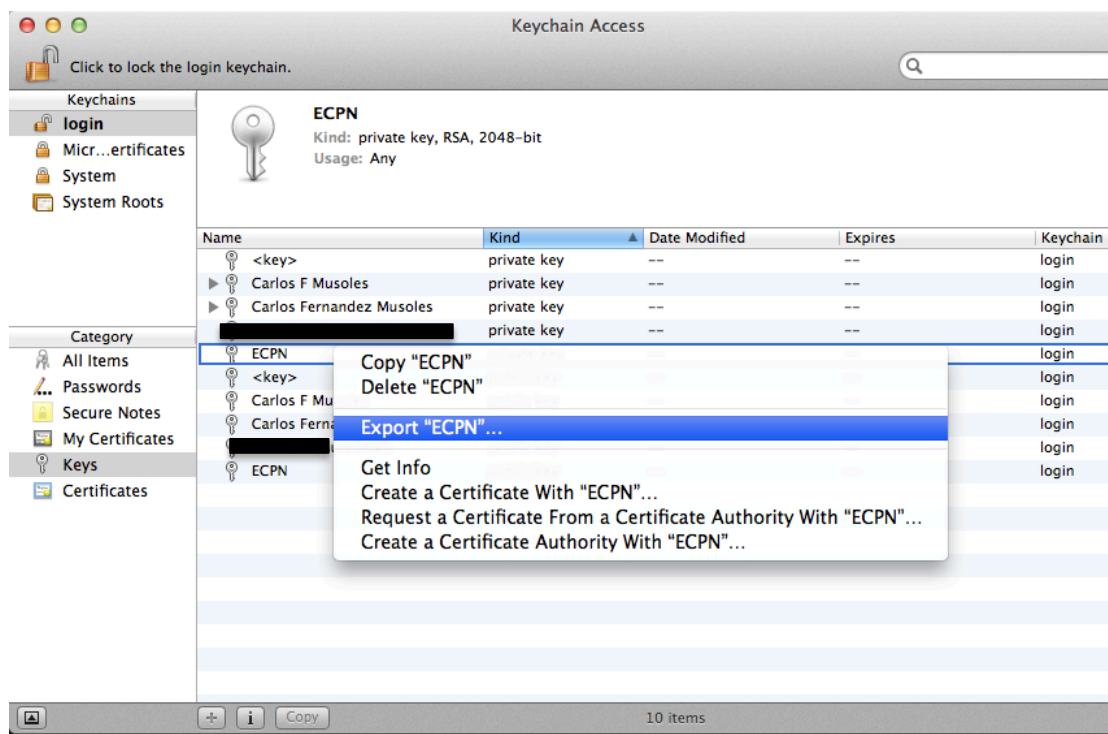 Keychain Access
Click to lock the login keychain.
Keychains
login
Micr...ertificates
System
System Roots
ECPN
Kind: private key, RSA, 2048-bit
Usage: Any
Name Kind Date Modified Expires Keychain
<key> private key -- -- login
Carlos F Musoles private key -- -- login
Carlos Fernandez Musoles private key -- -- login
private key -- -- login
ECPN login
<key> login
Carlos F Mu login
Carlos Ferna login
login
ECPN login
Copy “ECPN”
Delete “ECPN”
Export “ECPN”...
Get Info
Create a Certificate With “ECPN”...
Request a Certificate From a Certificate Authority With “ECPN”...
Create a Certificate Authority With “ECPN”...
Category
All Items
Passwords
Secure Notes
My Certificates
Keys
Certificates
+ i Copy 10 items